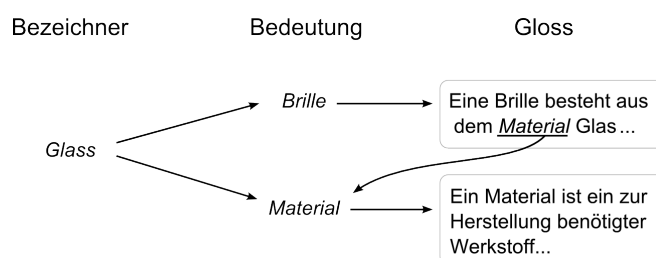 Bezeichner Bedeutung Gloss
Brille
Eine Brille besteht aus
dem Material Glas...
Glass
Material
Ein Material ist ein zur
Herstellung benötigter
Werkstoff...